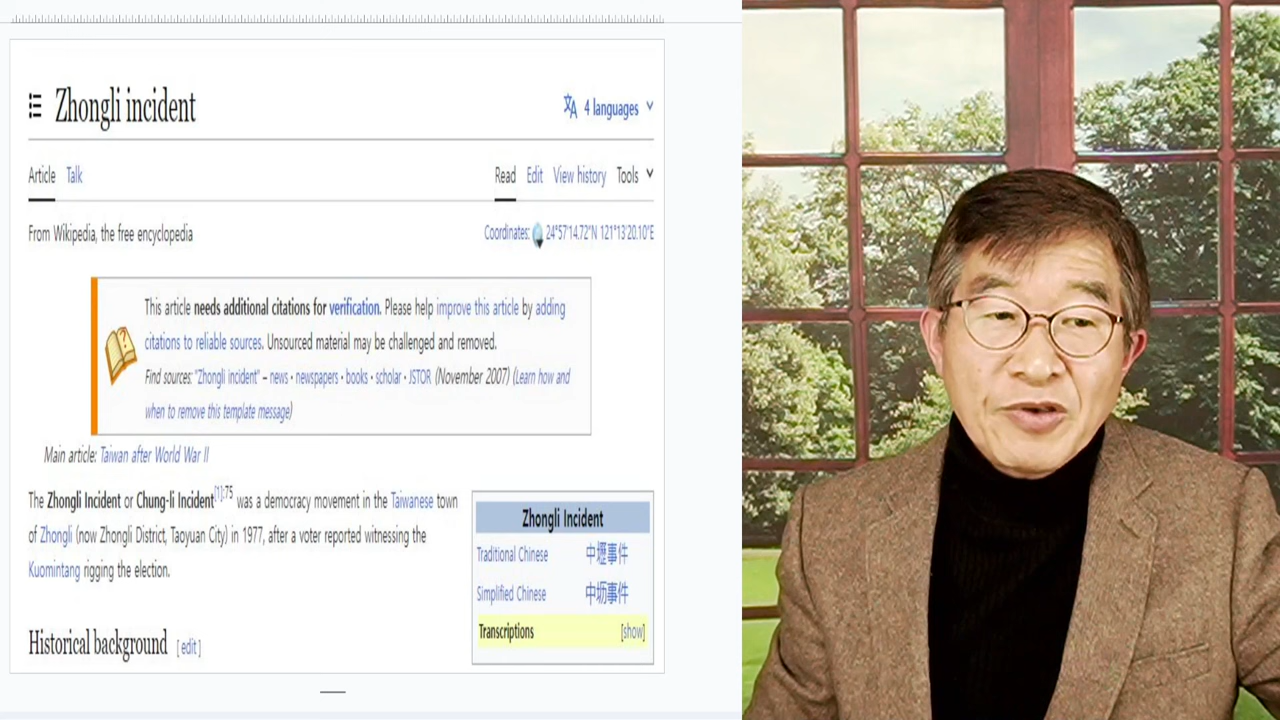 Zhongli incident
4 languages
Article Talk
Read Edit View history Tools
From Wikipedia, the free encyclopedia
Coordinates: 24°57′14.72″N 121°13′20.10″E
This article needs additional citations for verification. Please help improve this article by adding
citations to reliable sources. Unsourced material may be challenged and removed.
Find sources: "Zhongli incident" – news · newspapers · books · scholar · JSTOR (November 2007) (Learn how and
when to remove this template message)
Main article: Taiwan after World War II
The Zhongli Incident or Chung-li Incident[1]:75 was a democracy movement in the Taiwanese town
of Zhongli (now Zhongli District, Taoyuan City) in 1977, after a voter reported witnessing the
Kuomintang rigging the election.
Zhongli Incident
Traditional Chinese 中壢事件
Simplified Chinese 中坜事件
Transcriptions [show]
Historical background [edit]